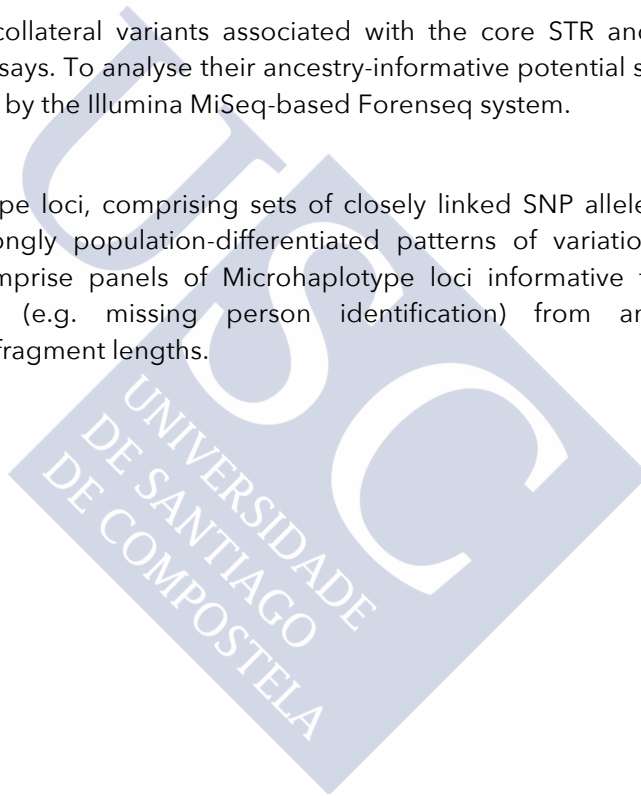 collateral variants associated with the core STR and
says. To analyse their ancestry-informative potential s
by the Illumina MiSeq-based Forenseq system.
pe loci, comprising sets of closely linked SNP allele
ongly population-differentiated patterns of variatio
mprise panels of Microhaplotype loci informative
(e.g. missing person identification) from
fragment lengths.
USC
UNIVERSIDADE
DE SANTIAGO
DE COMPOSTELA